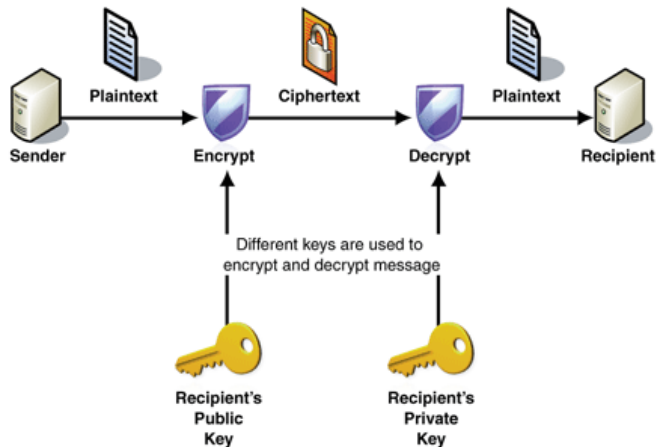 Plaintext
Ciphertext
Plaintext
Sender
Encrypt
Decrypt
Recipient
Different keys are used to
encrypt and decrypt message
Recipient's
Public
Key
Recipient's
Private
Key